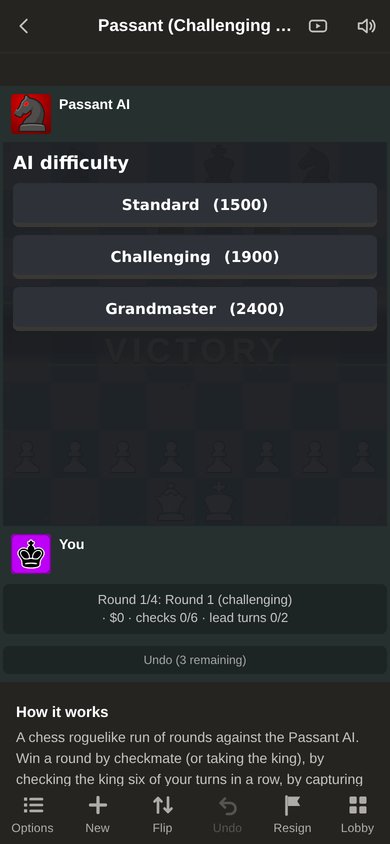 Passant (Challenging ...
Passant AI
AI difficulty
Standard (1500)
Challenging (1900)
Grandmaster (2400)
VICTORY
You
Round 1/4: Round 1 (challenging)
· $0 · checks 0/6 · lead turns 0/2
Undo (3 remaining)
How it works
A chess roguelike run of rounds against the Passant AI.
Win a round by checkmate (or taking the king), by
checking the king six of your turns in a row, by capturing
Options New Flip Undo Resign Lobby